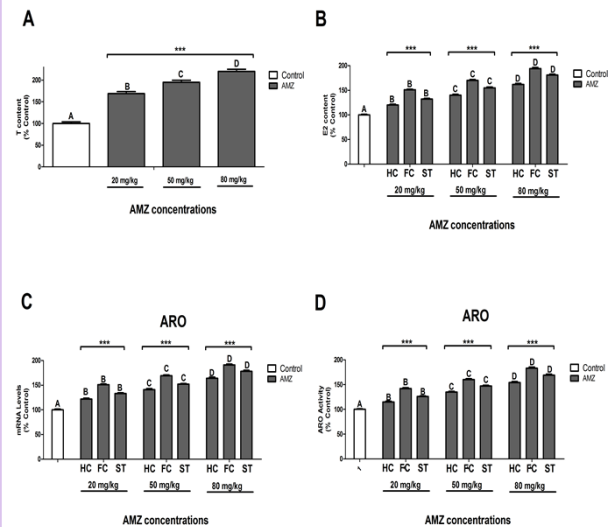 A
***
D
C
B
A
200
150
100
50
0
T content
(% Control)
Control
AMZ
20 mg/kg 50 mg/kg 80 mg/kg
AMZ concentrations
B
*** *** ***
A B C B C C C D D D
200
150
100
50
0
E2 content
(% Control)
Control
AMZ
HC FC ST HC FC ST HC FC ST
20 mg/kg 50 mg/kg 80 mg/kg
AMZ concentrations
C
ARO
*** *** ***
A B B B C C C D D D
200
150
100
50
0
mRNA Levels
(% Control)
Control
AMZ
HC FC ST HC FC ST HC FC ST
20 mg/kg 50 mg/kg 80 mg/kg
AMZ concentrations
D
ARO
*** *** ***
A B C B C C C D D D
200
150
100
50
0
ARO Activity
(% Control)
Control
AMZ
HC FC ST HC FC ST HC FC ST
20 mg/kg 50 mg/kg 80 mg/kg
AMZ concentrations